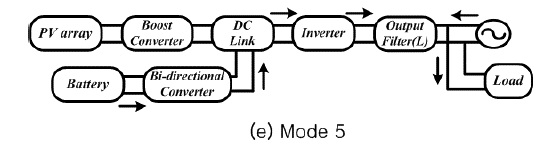 PV array
Boost
Converter
DC
Link
Inverter
Output
Filter(L)
Battery
Bi-directional
Converter
Load
(e) Mode 5